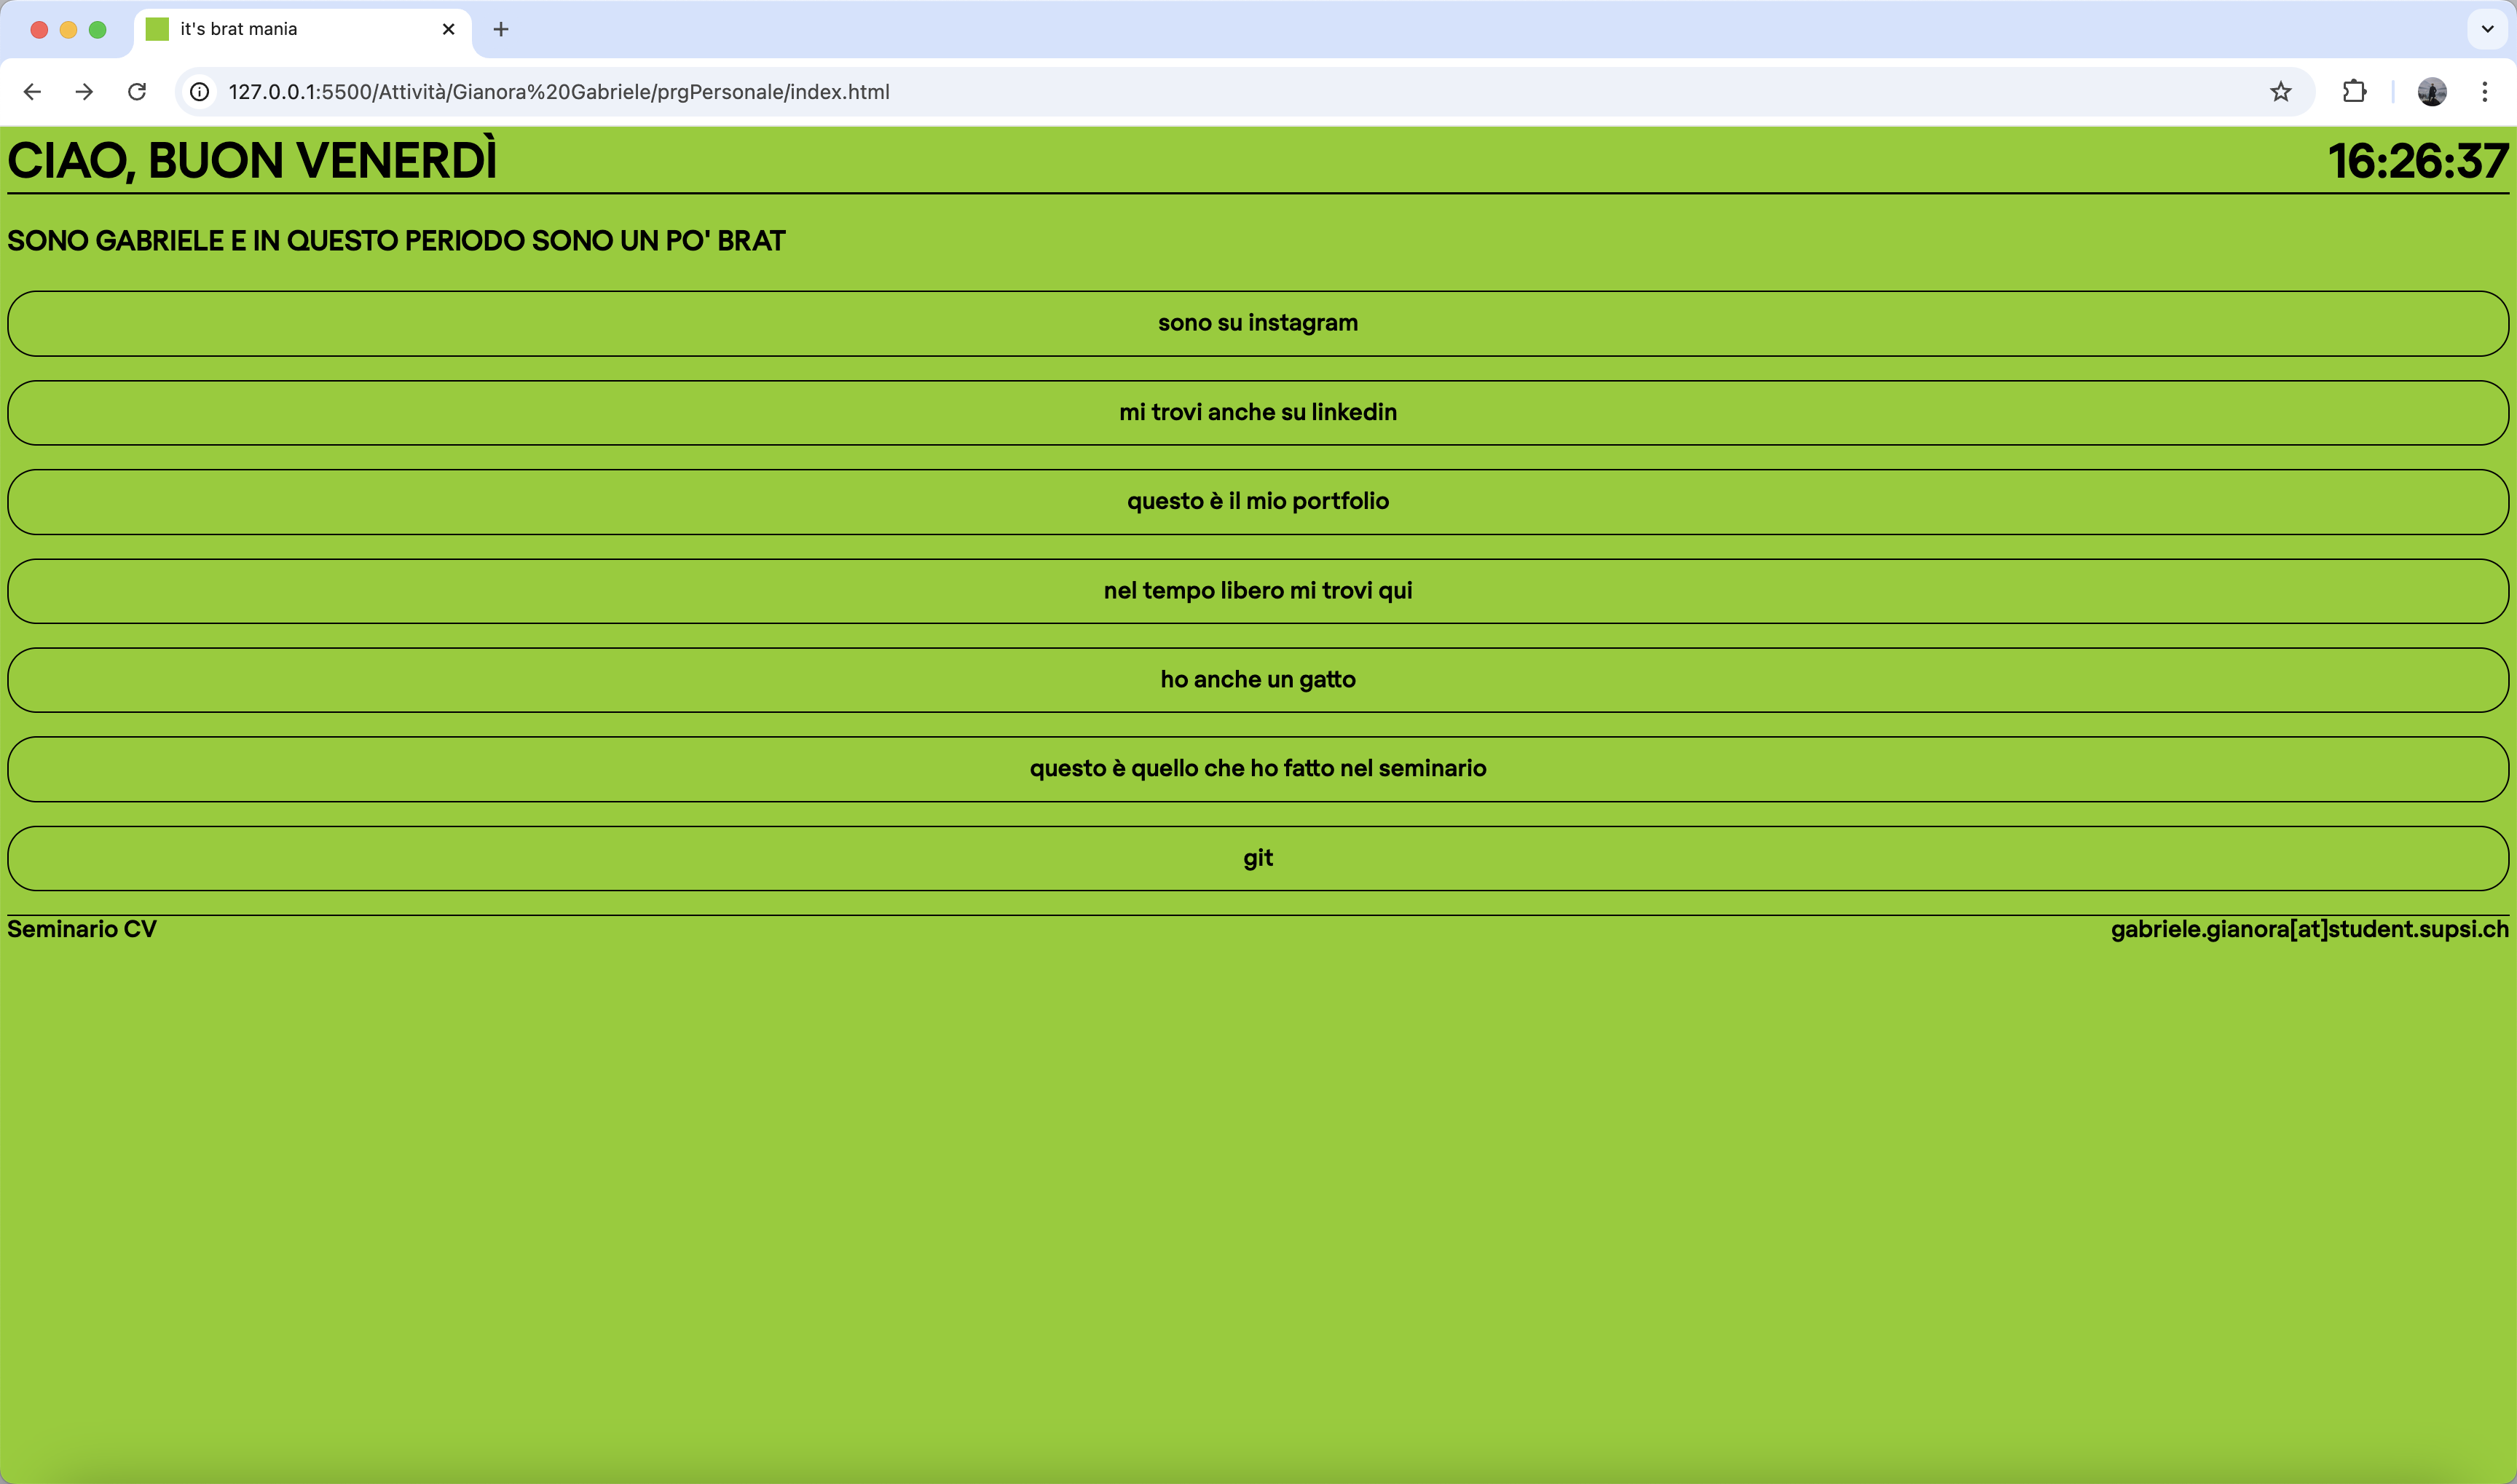 it's brat mania
127.0.0.1:5500/Attività/Gianora%20Gabriele/prgPersonale/index.html
CIAO, BUON VENERDÌ
16:26:37
SONO GABRIELE E IN QUESTO PERIODO SONO UN PO' BRAT
sono su instagram
mi trovi anche su linkedin
questo è il mio portfolio
nel tempo libero mi trovi qui
ho anche un gatto
questo è quello che ho fatto nel seminario
git
Seminario CV
gabriele.gianora[at]student.supsi.ch